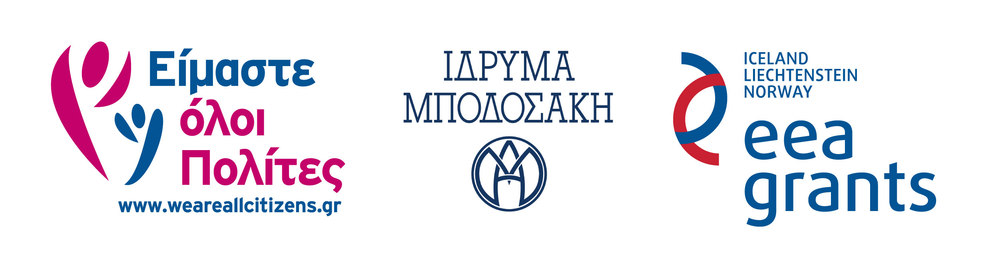 Είμαστε
όλοι
Πολίτες
www.weareallcitizens.gr
ΙΔΡΥΜΑ
ΜΠΟΔΟΣΑΚΗ
ICELAND
LIECHTENSTEIN
NORWAY
eea
grants